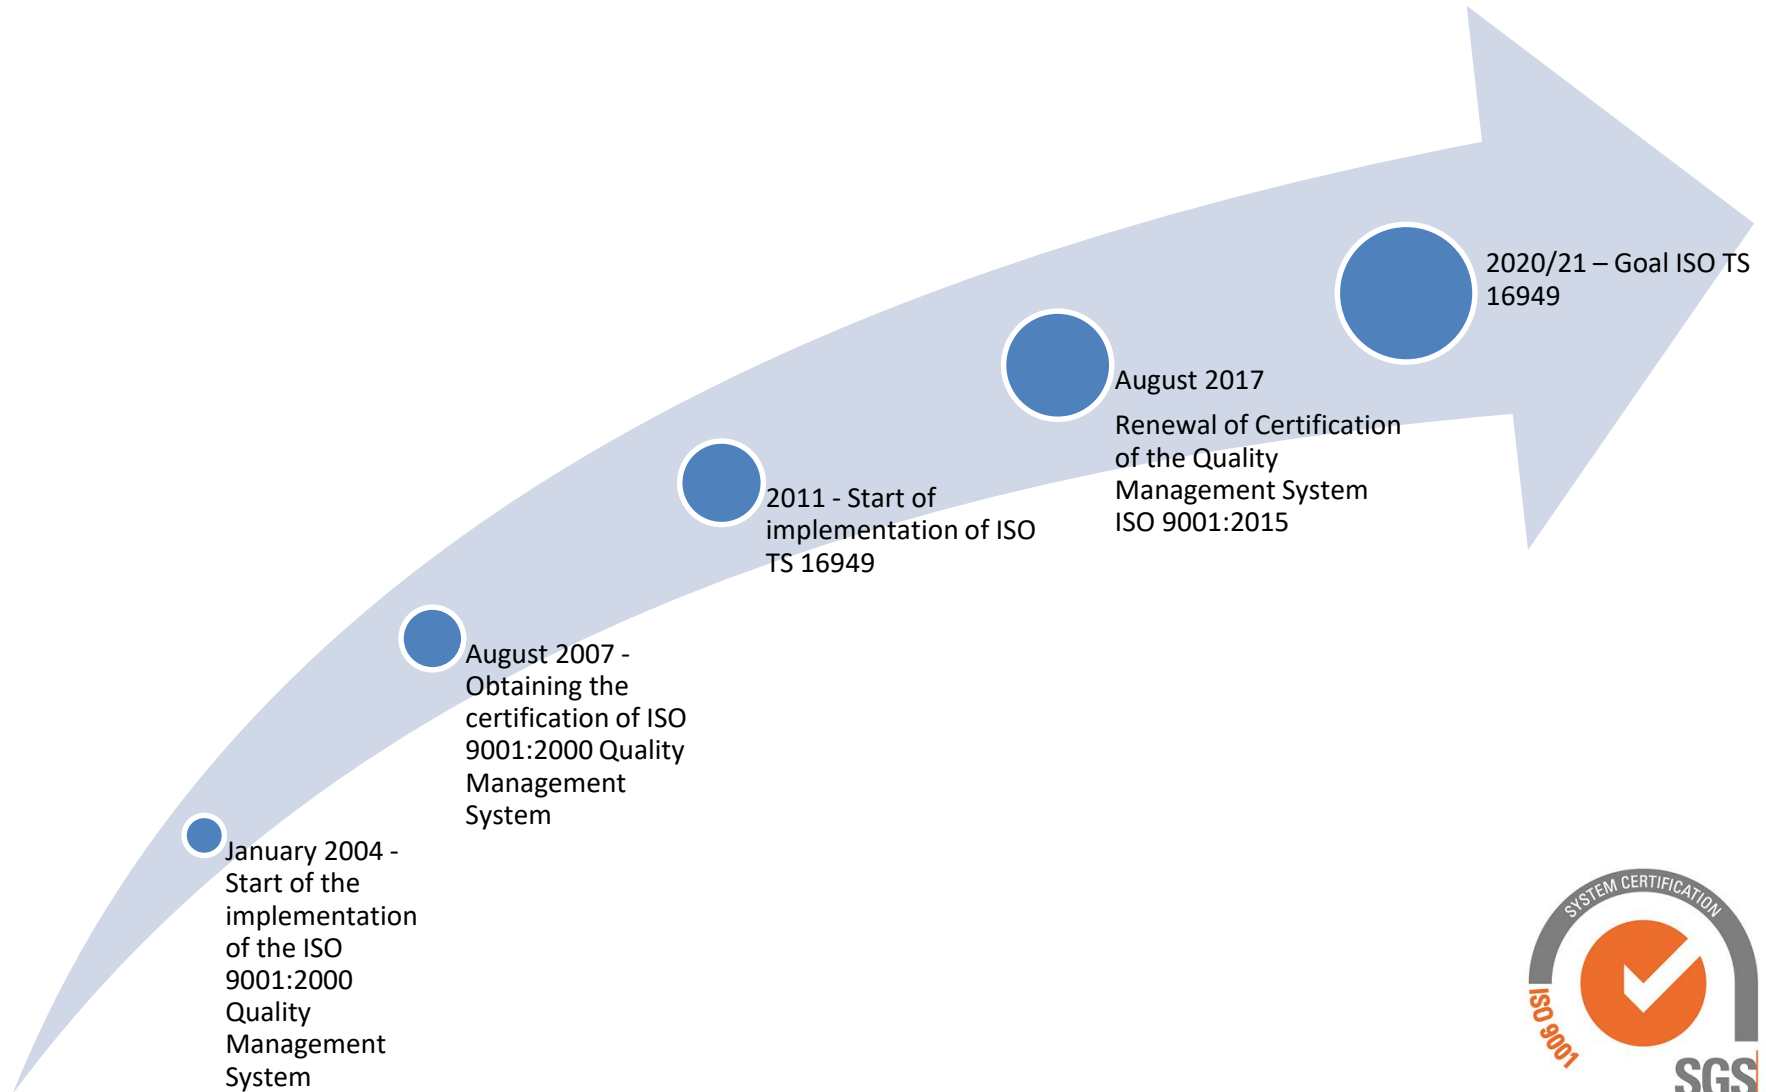 2020/21 – Goal ISO TS
16949
August 2017
Renewal of Certification
of the Quality
Management System
ISO 9001:2015
2011 - Start of
implementation of ISO
TS 16949
August 2007 -
Obtaining the
certification of ISO
9001:2000 Quality
Management
System
January 2004 -
Start of the
implementation
of the ISO
9001:2000
Quality
Management
System
SYSTEM CERTIFICATION
ISO 9001
SGS